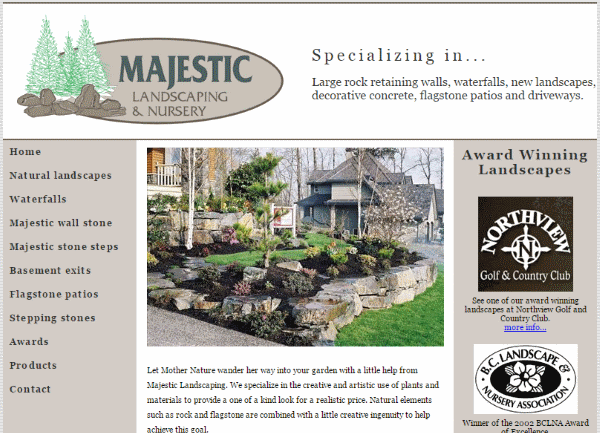 MAJESTIC
LANDSCAPING
& NURSERY
Specializing in...
Large rock retaining walls, waterfalls, new landscapes,
decorative concrete, flagstone patios and driveways.
Home
Natural landscapes
Waterfalls
Majestic wall stone
Majestic stone steps
Basement exits
Flagstone patios
Stepping stones
Awards
Products
Contact
Let Mother Nature wander her way into your garden with a little help from
Majestic Landscaping. We specialize in the creative and artistic use of plants and
materials to provide a one of a kind look for a realistic price. Natural elements
such as rock and flagstone are combined with a little creative ingenuity to help
achieve this goal.
Award Winning
Landscapes
NORTHVIEW
Golf & Country Club
See one of our award winning
landscapes at Northview Golf and
Country Club.
more info...
B.C. LANDSCAPE &
NURSERY ASSOCIATION
Winner of the 2002 BCLNA Award
of Excellence